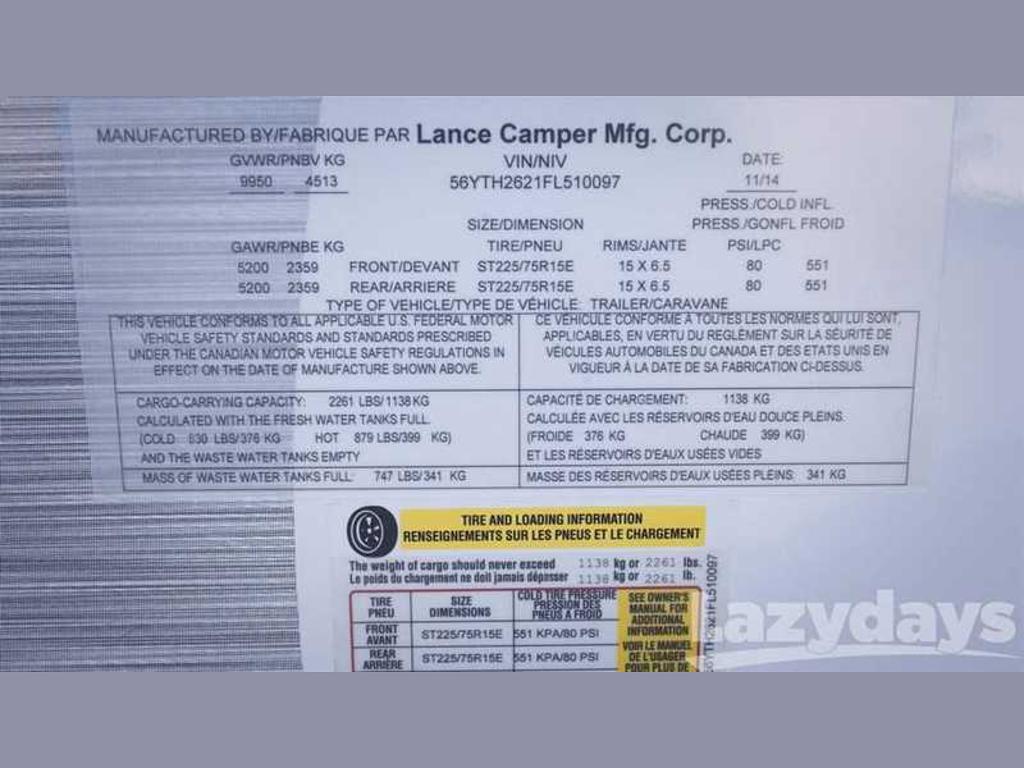 MANUFACTURED BY/FABRIQUE PAR Lance Camper Mfg. Corp.
GVWR/PNBV KG VIN/NIV DATE
9950 4513 56YTH2621FL510097 11/14
PRESS./COLD INFL.
SIZE/DIMENSION PRESS./GONFL FROID
GAWR/PNBE KG TIRE/PNEU RIMS/JANTE PSI/LPC
5200 2359 FRONT/DEVANT ST225/75R15E 15 X 6.5 80 551
5200 2359 REAR/ARRIERE ST225/75R15E 15 X 6.5 80 551
TYPE OF VEHICLE/TYPE DE VÉHICLE: TRAILER/CARAVANE
THIS VEHICLE CONFORMS TO ALL APPLICABLE U.S. FEDERAL MOTOR
VEHICLE SAFETY STANDARDS AND STANDARDS PRESCRIBED
UNDER THE CANADIAN MOTOR VEHICLE SAFETY REGULATIONS IN
EFFECT ON THE DATE OF MANUFACTURE SHOWN ABOVE.
CE VÉHICULE CONFORME À TOUTES LES NORMES QUI LUI SONT
APPLICABLES, EN VERTU DU REGLEMENT SUR LA SÉURITÉ DE
VÉICULES AUTOMOBILES DU CANADA ET DES ETATS UNIS EN
VIGUEUR À LA DATE DE SA FABRICATION CI-DESSUS.
CARGO-CARRYING CAPACITY: 2261 LBS/1138 KG
CALCULATED WITH THE FRESH WATER TANKS FULL.
(COLD 830 LBS/376 KG HOT 879 LBS/399 KG)
AND THE WASTE WATER TANKS EMPTY
CAPACITÉ DE CHARGEMENT: 1138 KG
CALCULÉE AVEC LES RÉSERVOIRS D'EAU DOUCE PLEINS.
(FROIDE 376 KG CHAUDE 399 KG)
ET LES RÉSERVOIRS D'EAUX USÉES VIDES
MASS OF WASTE WATER TANKS FULL: 747 LBS/341 KG
MASSE DES RÉSERVOIRS D'EAUX USÉES PLEINS: 341 KG
TIRE AND LOADING INFORMATION
RENSEIGNEMENTS SUR LES PNEUS ET LE CHARGEMENT
The weight of cargo should never exceed 1138 kg or 2261 lbs.
Le poids du chargement ne doit jamais dépasser 1138 kg or 2261 lb.
TIRE
PNEU
SIZE
DIMENSIONS
COLD TIRE PRESSURE
PRESSION DES
PNEUS A FROID
FRONT
AVANT
ST225/75R15E 551 KPA/80 PSI
REAR
ARRIÈRE
ST225/75R15E 551 KPA/80 PSI
SEE OWNER'S
MANUAL FOR
ADDITIONAL
INFORMATION
VOIR LE MANUEL
DE L'USAGER
POUR PLUS DE
56YTH2621FL510097
Lazydays